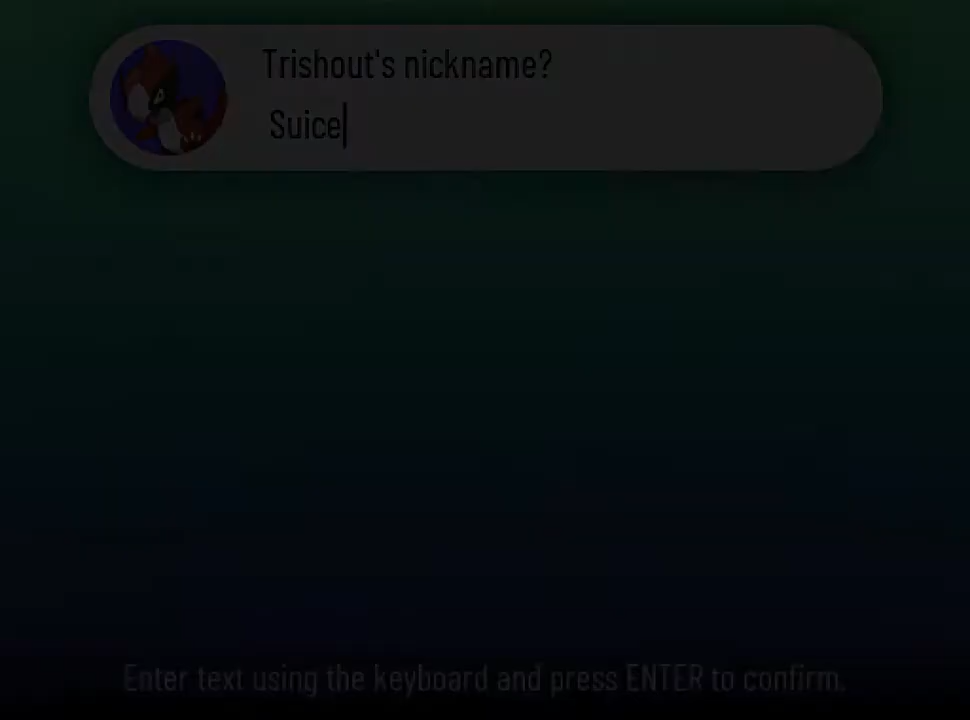 Trishout's nickname?
Suice
Enter text using the keyboard and press ENTER to confirm.